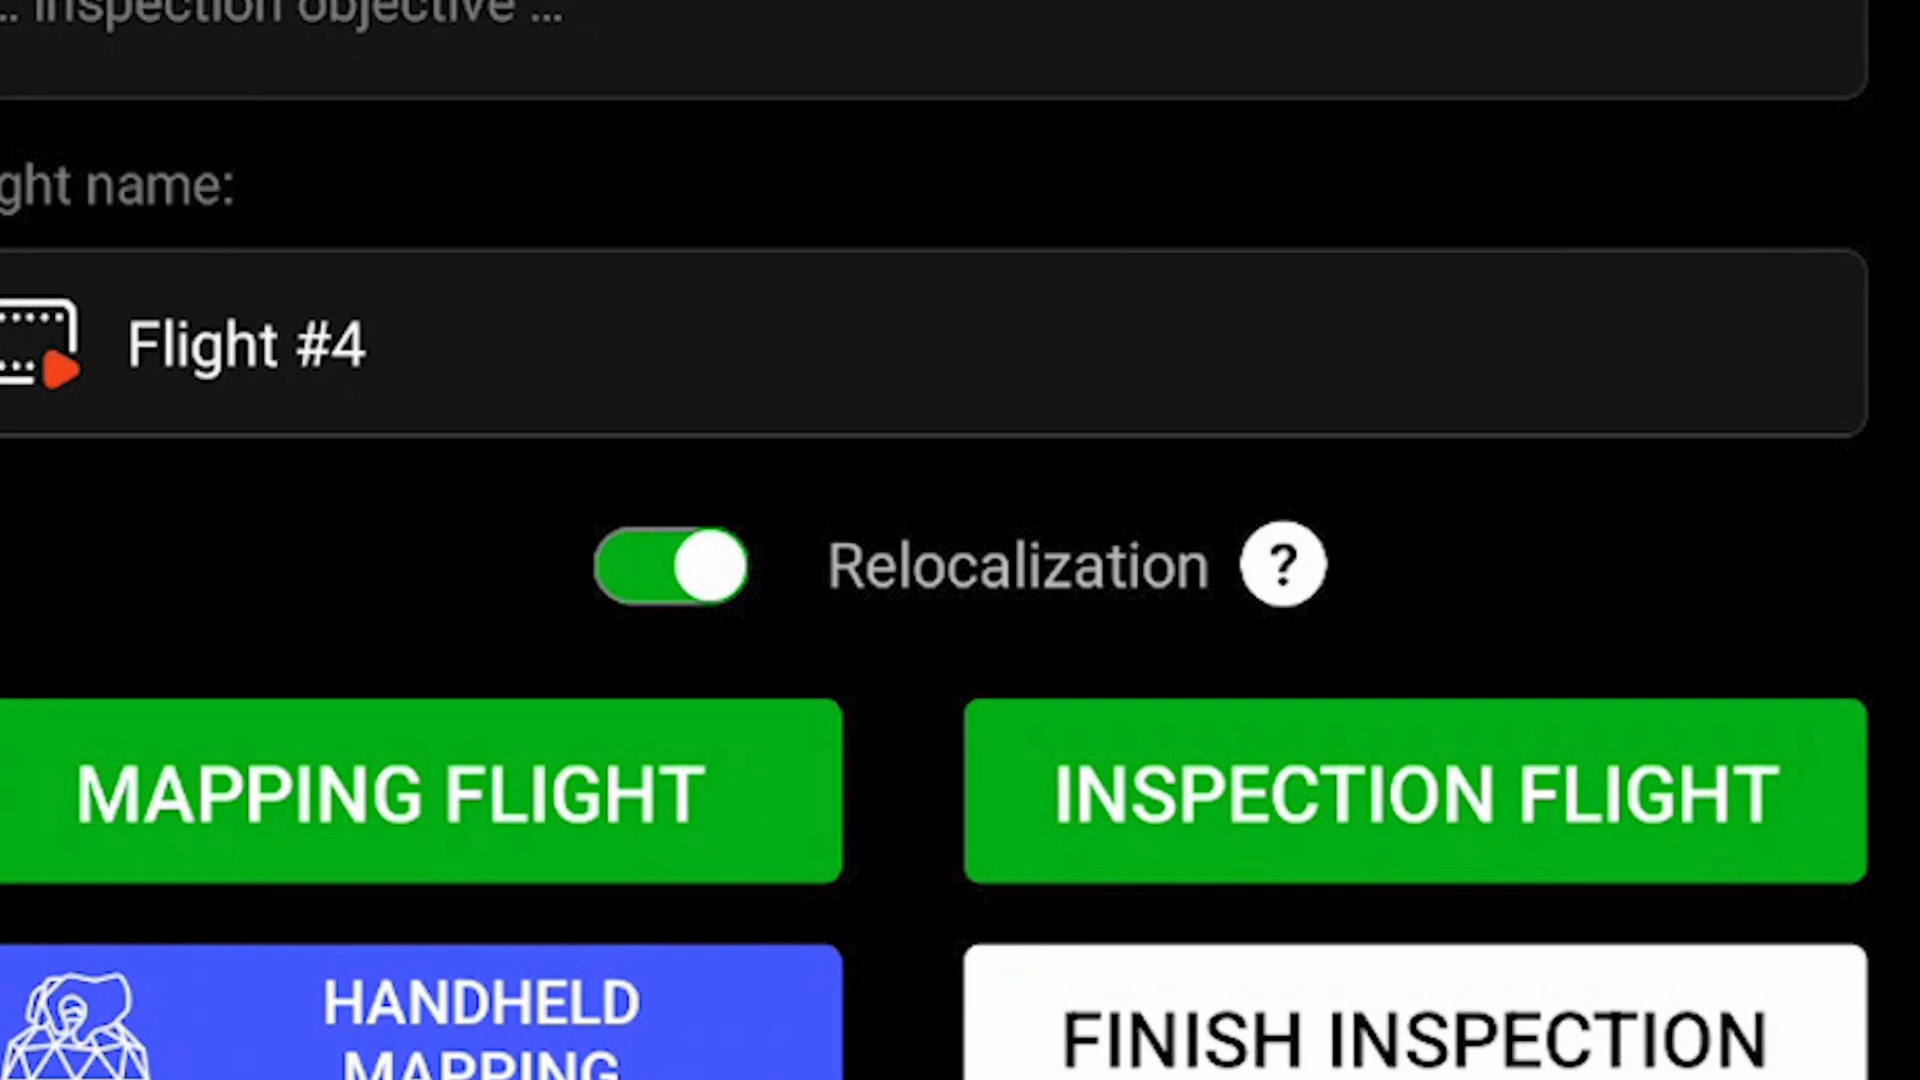 .. inspection objective ...
ght name:
Flight #4
Relocalization ?
MAPPING FLIGHT
INSPECTION FLIGHT
HANDHELD
MAPPING
FINISH INSPECTION